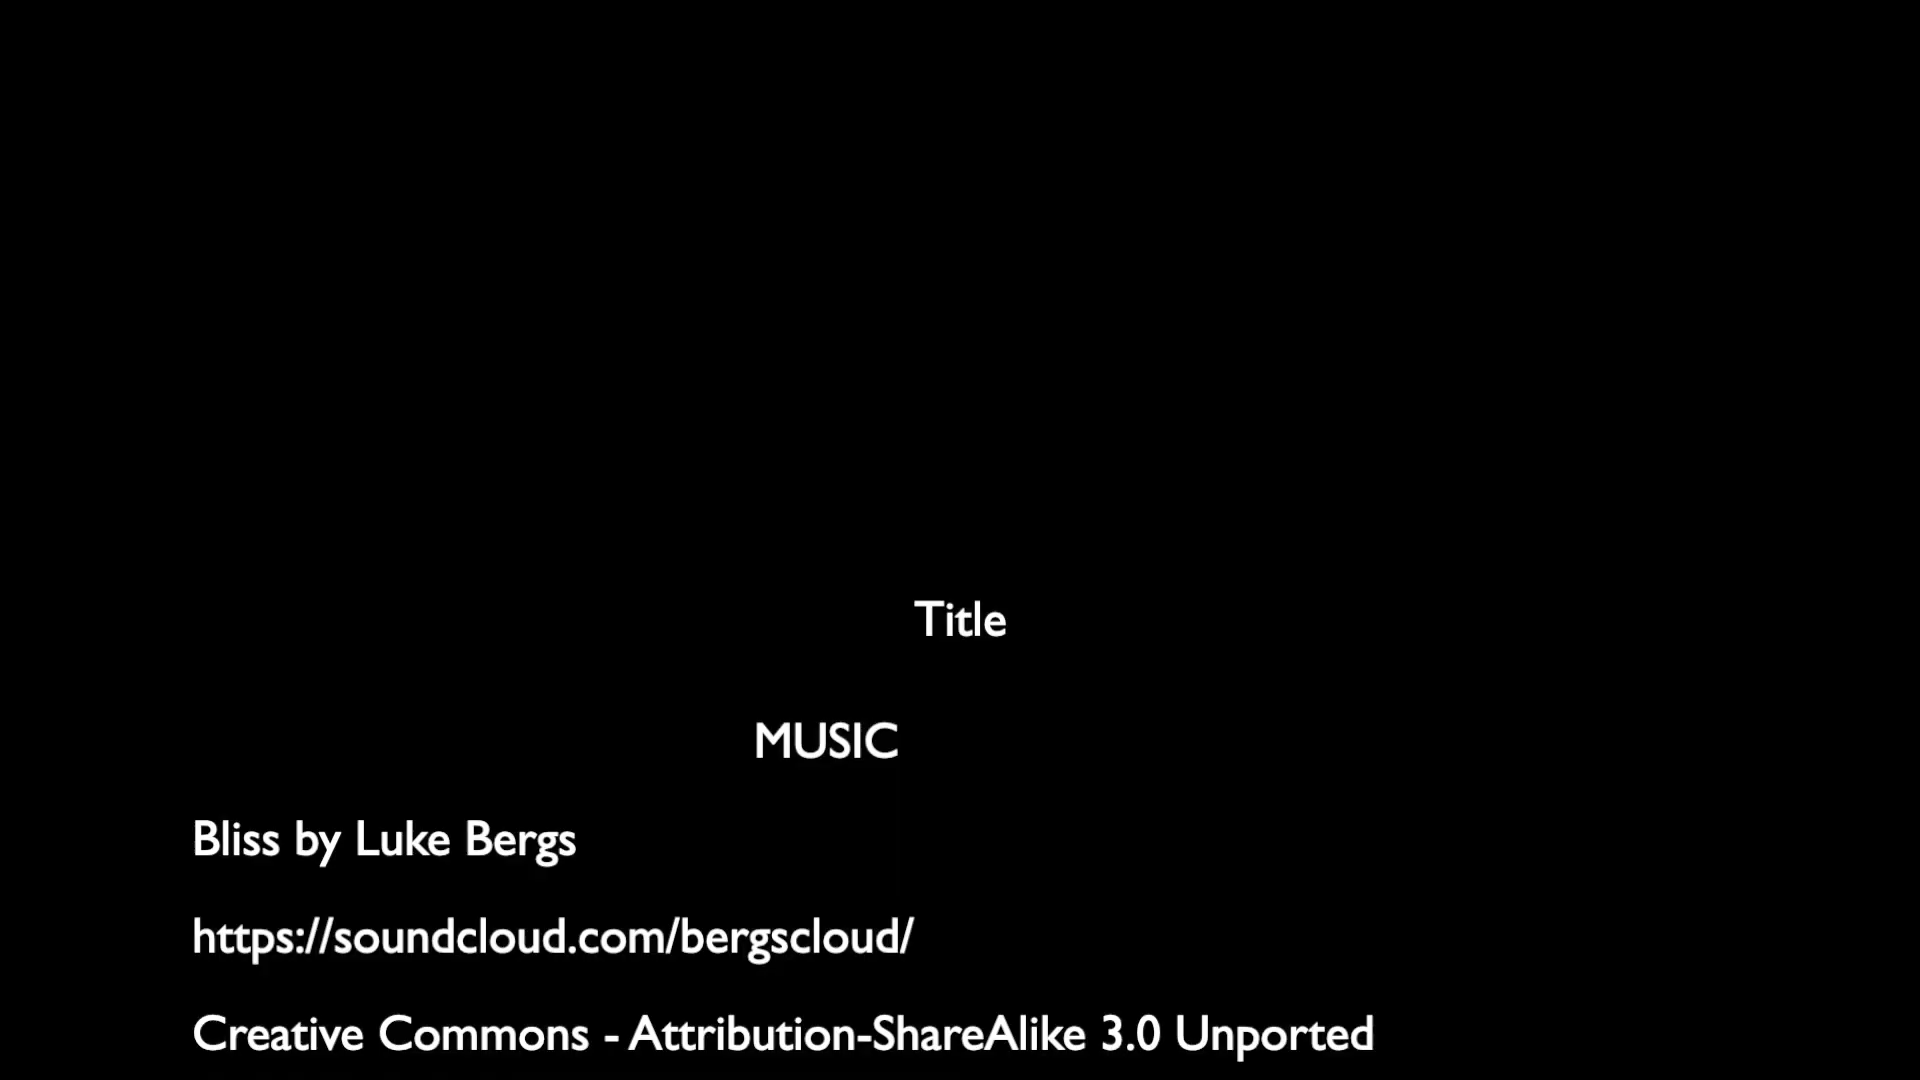 Title
MUSIC
Bliss by Luke Bergs
https://soundcloud.com/bergscloud/
Creative Commons - Attribution-ShareAlike 3.0 Unported